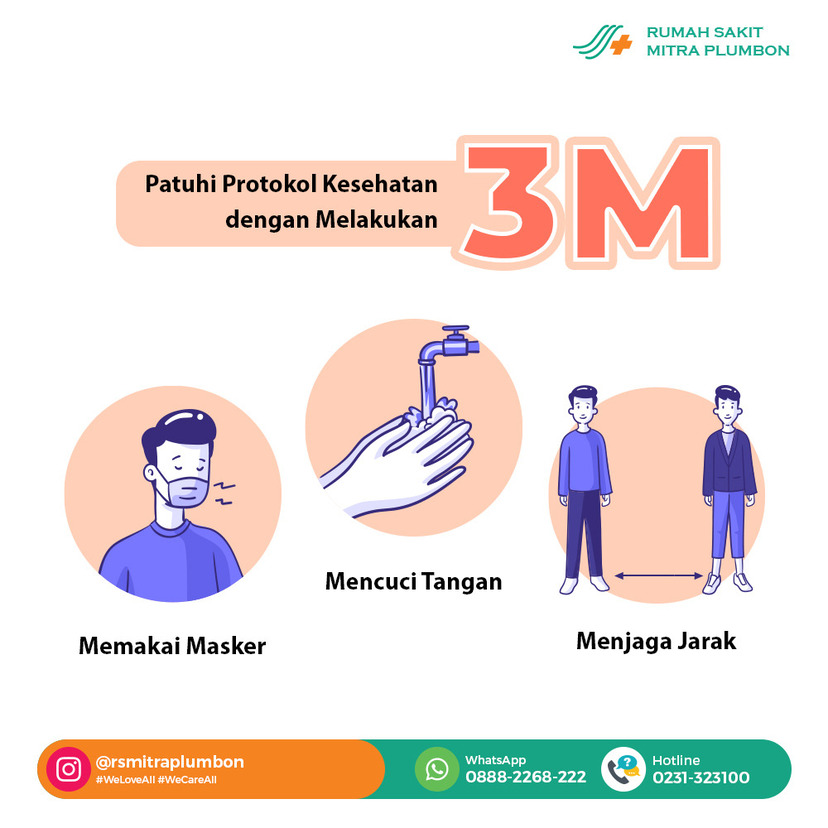 RUMAH SAKIT
MITRA PLUMBON
Patuhi Protokol Kesehatan
dengan Melakukan
3M
Memakai Masker
Mencuci Tangan
Menjaga Jarak
@rsmitraplumbon
#WeLoveAll #WeCareAll
WhatsApp
0888-2268-222
Hotline
0231-323100